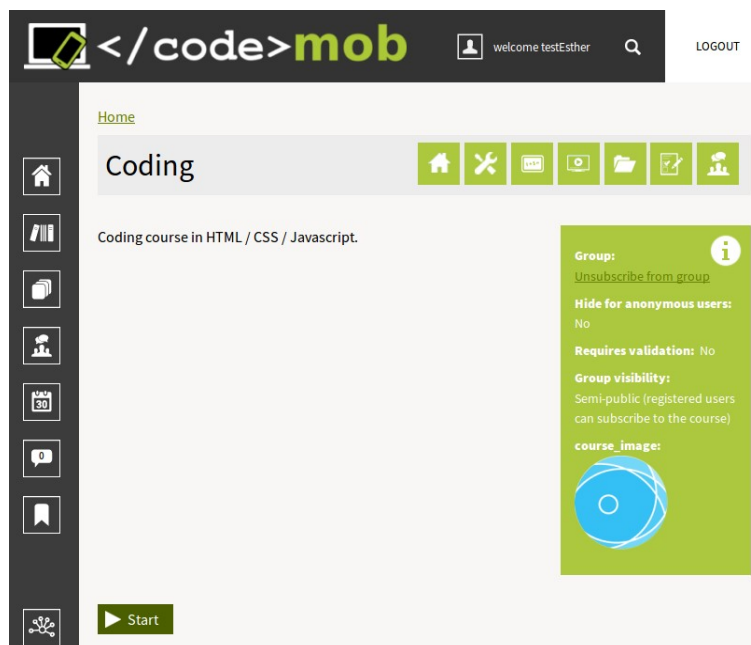 </code>mob
welcome testEsther
LOGOUT
Home
Coding
Coding course in HTML / CSS / Javascript.
i
Group:
Unsubscribe from group
Hide for anonymous users:
No
Requires validation: No
Group visibility:
Semi-public (registered users
can subscribe to the course)
course_image:
30
0
Start